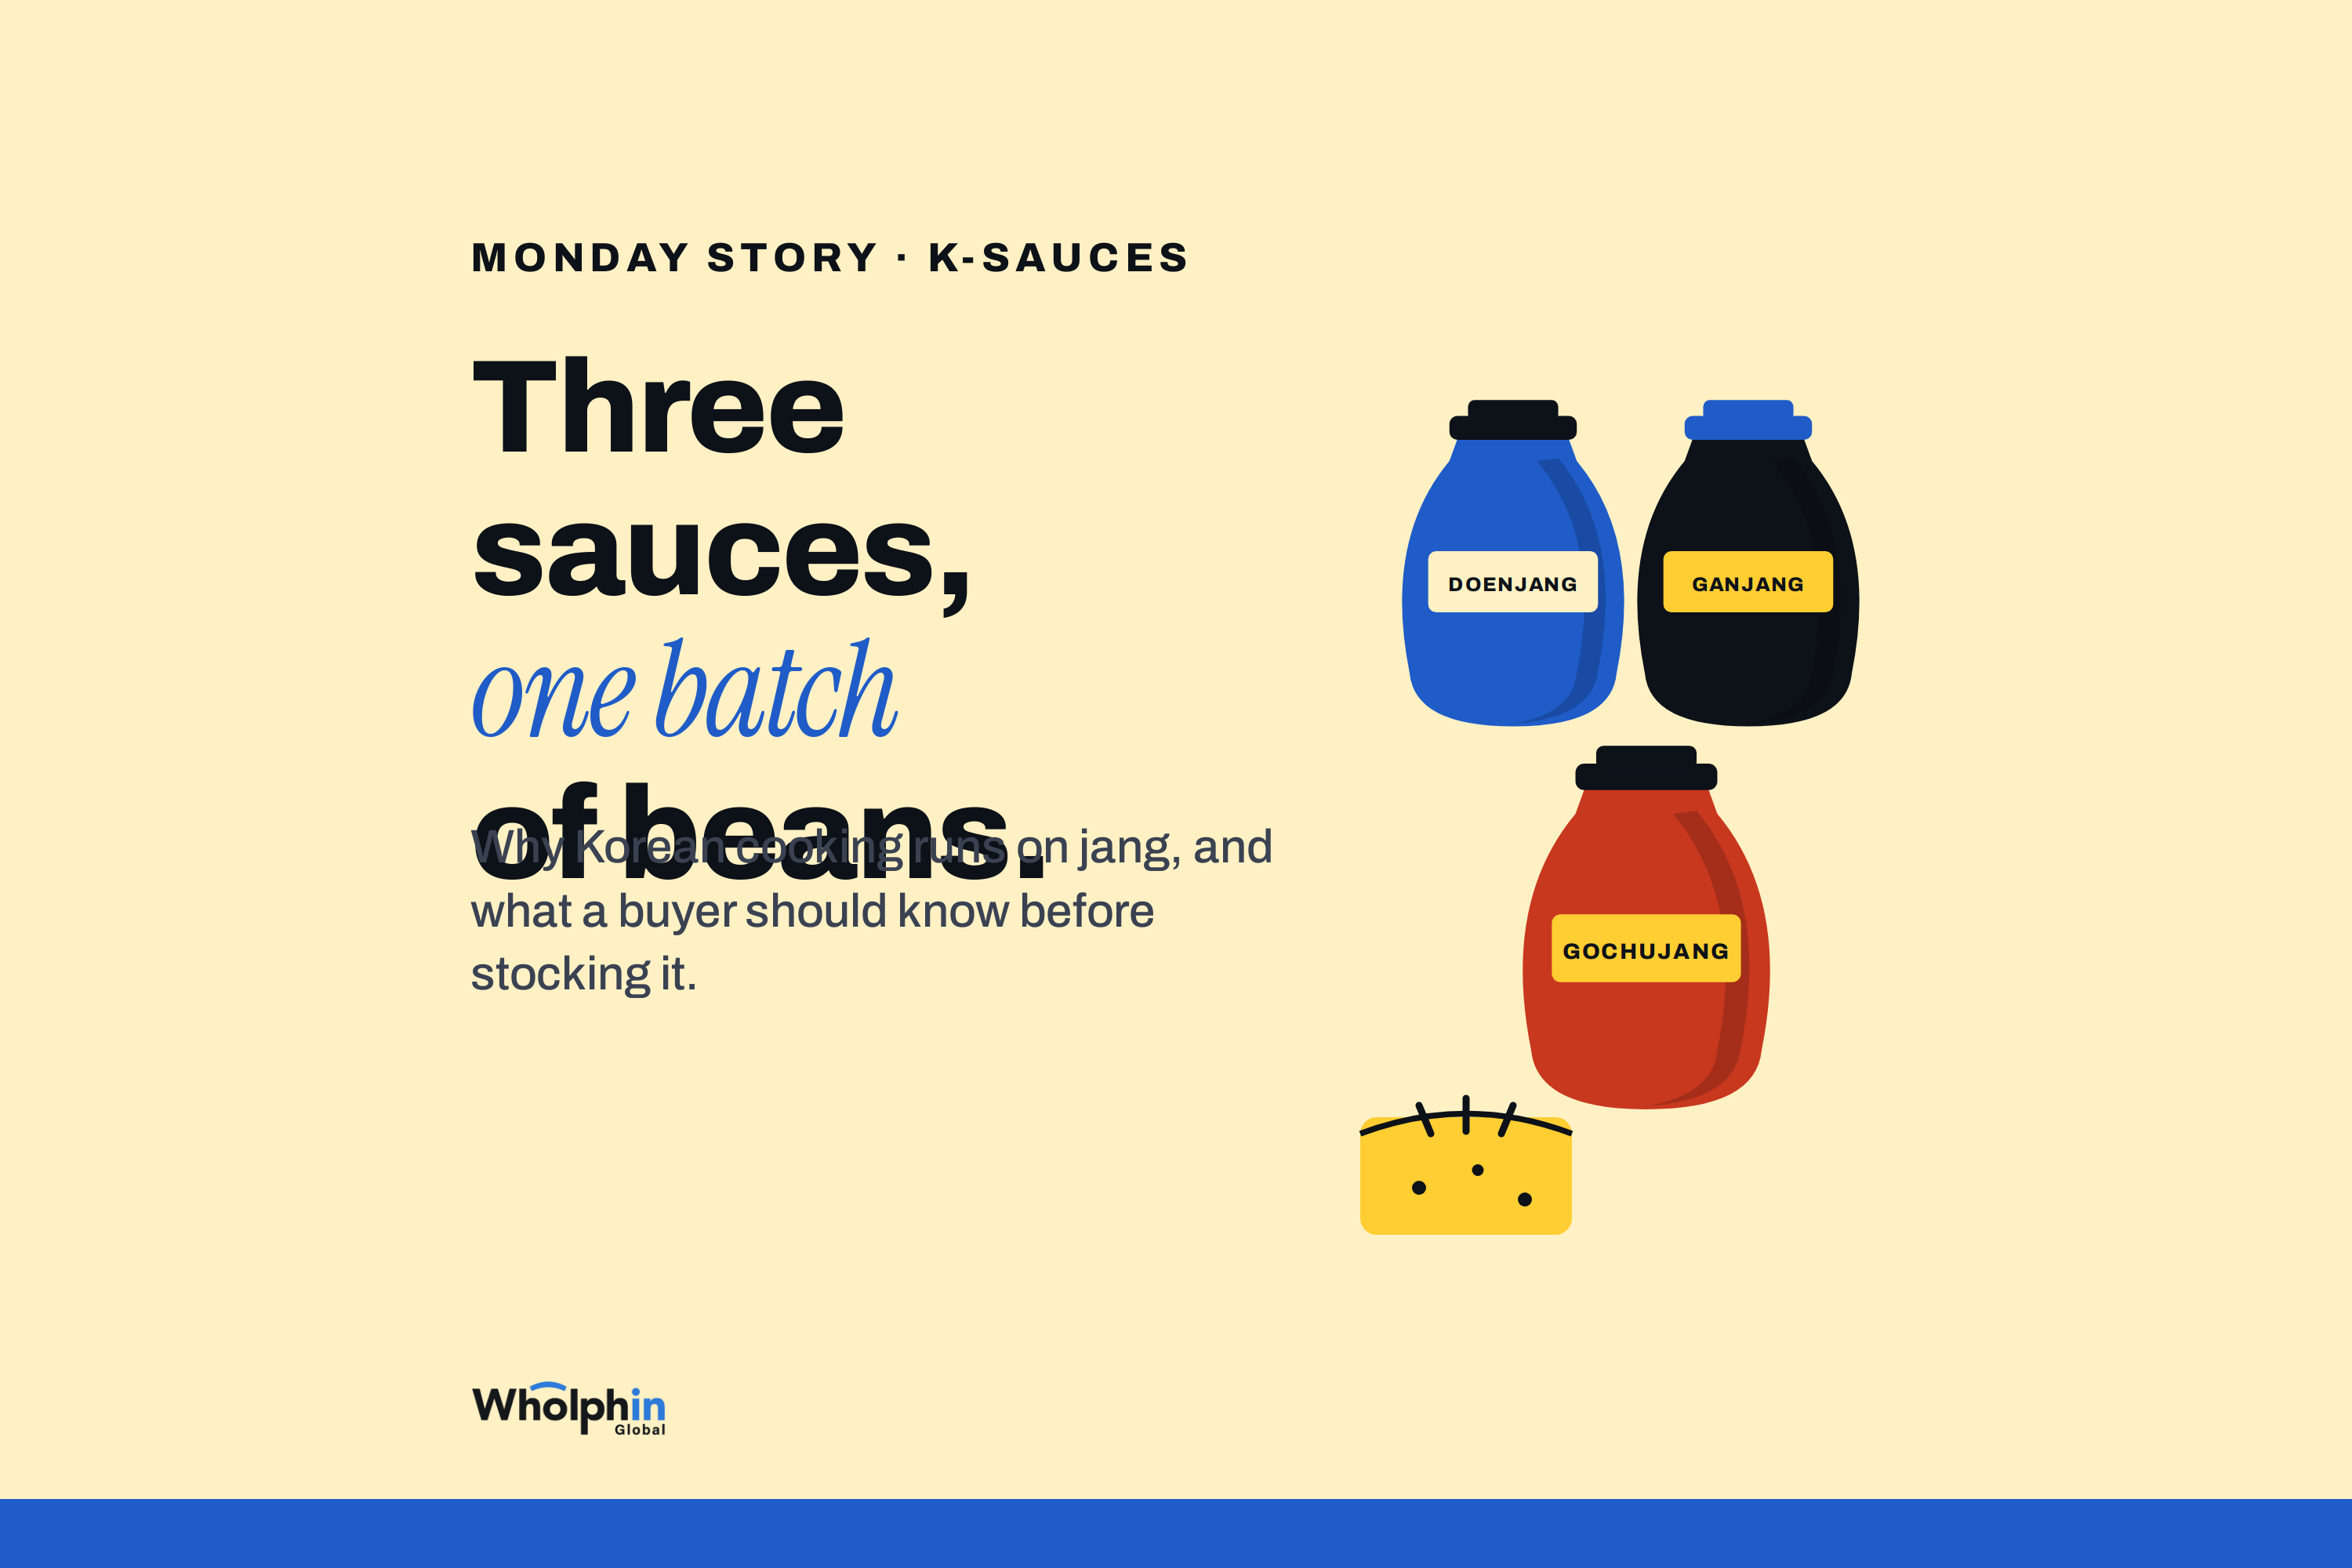 MONDAY STORY · K-SAUCES
Three
sauces,
one batch
of beans.
Why Korean cooking runs on jang, and
what a buyer should know before
stocking it.
DOENJANG
GANJANG
GOCHUJANG
Wholphin
Global